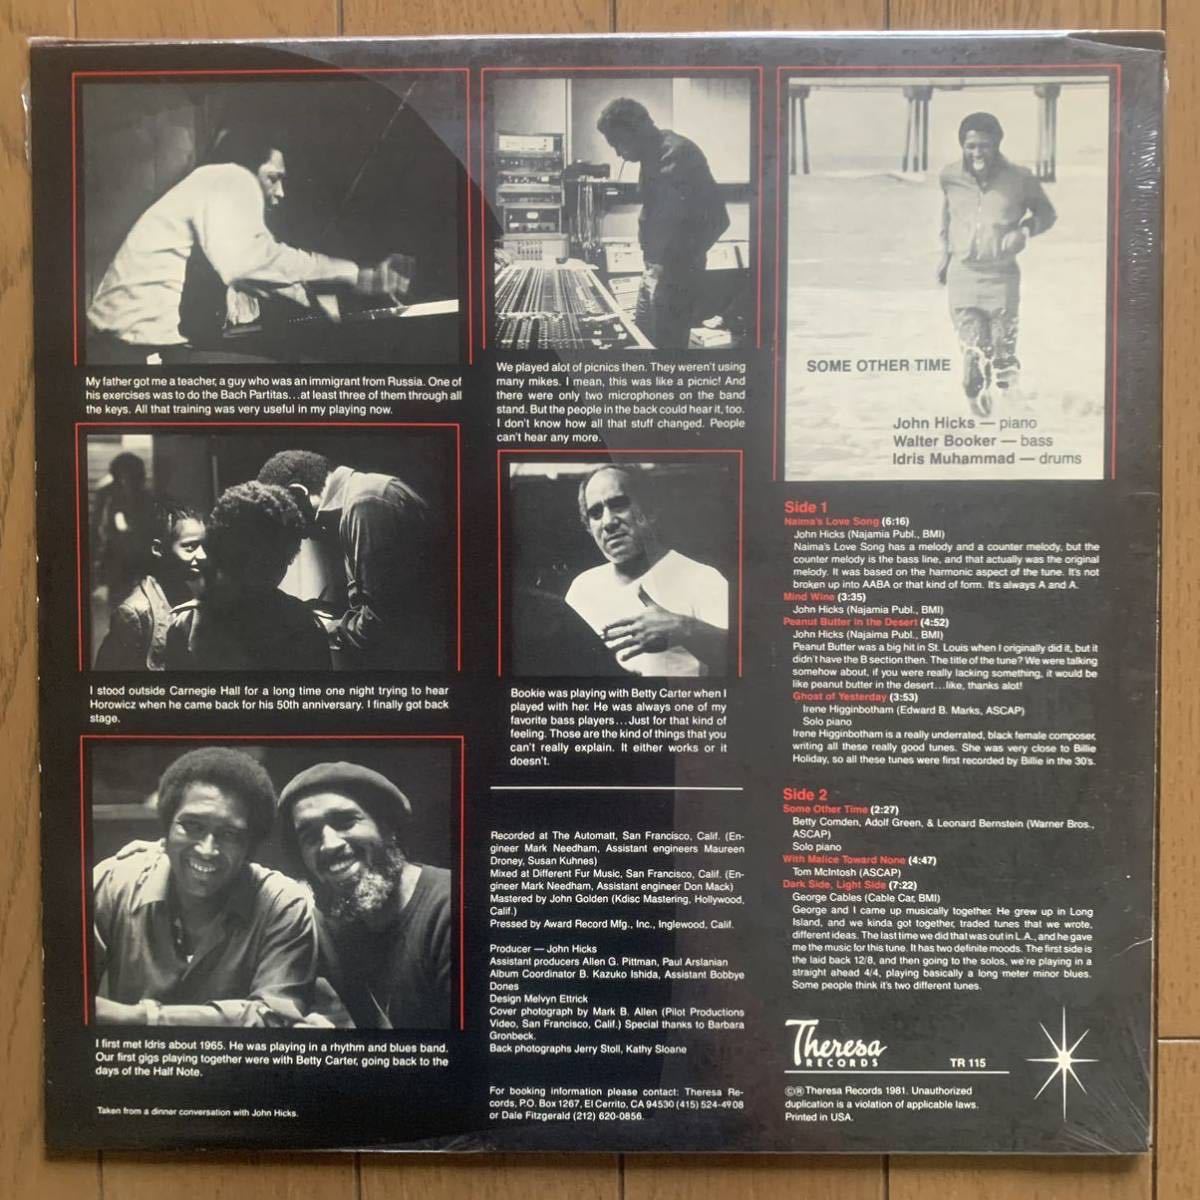 My father got me a teacher, a guy who was an immigrant from Russia. One of
his exercises was to do the Bach Partitas...at least three of them through all
the keys. All that training was very useful in my playing now.
We played alot of picnics then. They weren't using
many mikes. I mean, this was like a picnic! And
there were only two microphones on the band
stand. But the people in the back could hear it, too.
I don't know how all that stuff changed. People
can't hear any more.
I stood outside Carnegie Hall for a long time one night trying to hear
Horowicz when he came back for his 50th anniversary. I finally got back
stage.
Bookie was playing with Betty Carter when I
played with her. He was always one of my
favorite bass players...Just for that kind of
feeling. Those are the kind of things that you
can't really explain. It either works or it
doesn't.
I first met Idris about 1965. He was playing in a rhythm and blues band.
Our first gigs playing together were with Betty Carter, going back to the
days of the Half Note.
Taken from a dinner conversation with John Hicks.
Recorded at The Automatt, San Francisco, Calif. (En-
gineer Mark Needham, Assistant engineers Maureen
Droney, Susan Kuhnes)
Mixed at Different Fur Music, San Francisco, Calif. (En-
gineer Mark Needham, Assistant engineer Don Mack)
Mastered by John Golden (Kdisc Mastering, Hollywood,
Calif.)
Pressed by Award Record Mfg., Inc., Inglewood, Calif.
Producer — John Hicks
Assistant producers Allen G. Pittman, Paul Arslanian
Album Coordinator B. Kazuko Ishida, Assistant Bobbye
Dones
Design Melvyn Ettrick
Cover photograph by Mark B. Allen (Pilot Productions
Video, San Francisco, Calif.) Special thanks to Barbara
Gronbeck.
Back photographs Jerry Stoll, Kathy Sloane
For booking information please contact: Theresa Re-
cords, P.O. Box 1267, El Cerrito, CA 94530 (415) 524-4908
or Dale Fitzgerald (212) 620-0856.
SOME OTHER TIME
John Hicks — piano
Walter Booker — bass
Idris Muhammad — drums
Side 1
Naima's Love Song (6:16)
John Hicks (Najamia Publ., BMI)
Naima's Love Song has a melody and a counter melody, but the
counter melody is the bass line, and that actually was the original
melody. It was based on the harmonic aspect of the tune. It's not
broken up into AABA or that kind of form. It's always A and A.
Mind Wine (3:35)
John Hicks (Najamia Publ., BMI)
Peanut Butter in the Desert (4:52)
John Hicks (Najaima Publ., BMI)
Peanut Butter was a big hit in St. Louis when I originally did it, but it
didn't have the B section then. The title of the tune? We were talking
somehow about, if you were really lacking something, it would be
like peanut butter in the desert...like, thanks alot!
Ghost of Yesterday (3:53)
Irene Higginbotham (Edward B. Marks, ASCAP)
Solo piano
Irene Higginbotham is a really underrated, black female composer,
writing all these really good tunes. She was very close to Billie
Holiday, so all these tunes were first recorded by Billie in the 30's.
Side 2
Some Other Time (2:27)
Betty Comden, Adolf Green, & Leonard Bernstein (Warner Bros.,
ASCAP)
Solo piano
With Malice Toward None (4:47)
Tom McIntosh (ASCAP)
Dark Side, Light Side (7:22)
George Cables (Cable Car, BMI)
George and I came up musically together. He grew up in Long
Island, and we kinda got together, traded tunes that we wrote,
different ideas. The last time we did that was out in L.A., and he gave
me the music for this tune. It has two definite moods. The first side is
the laid back 12/8, and then going to the solos, we're playing in a
straight ahead 4/4, playing basically a long meter minor blues.
Some people think it's two different tunes.
Theresa
RECORDS
TR 115
©℗ Theresa Records 1981. Unauthorized
duplication is a violation of applicable laws.
Printed in USA.